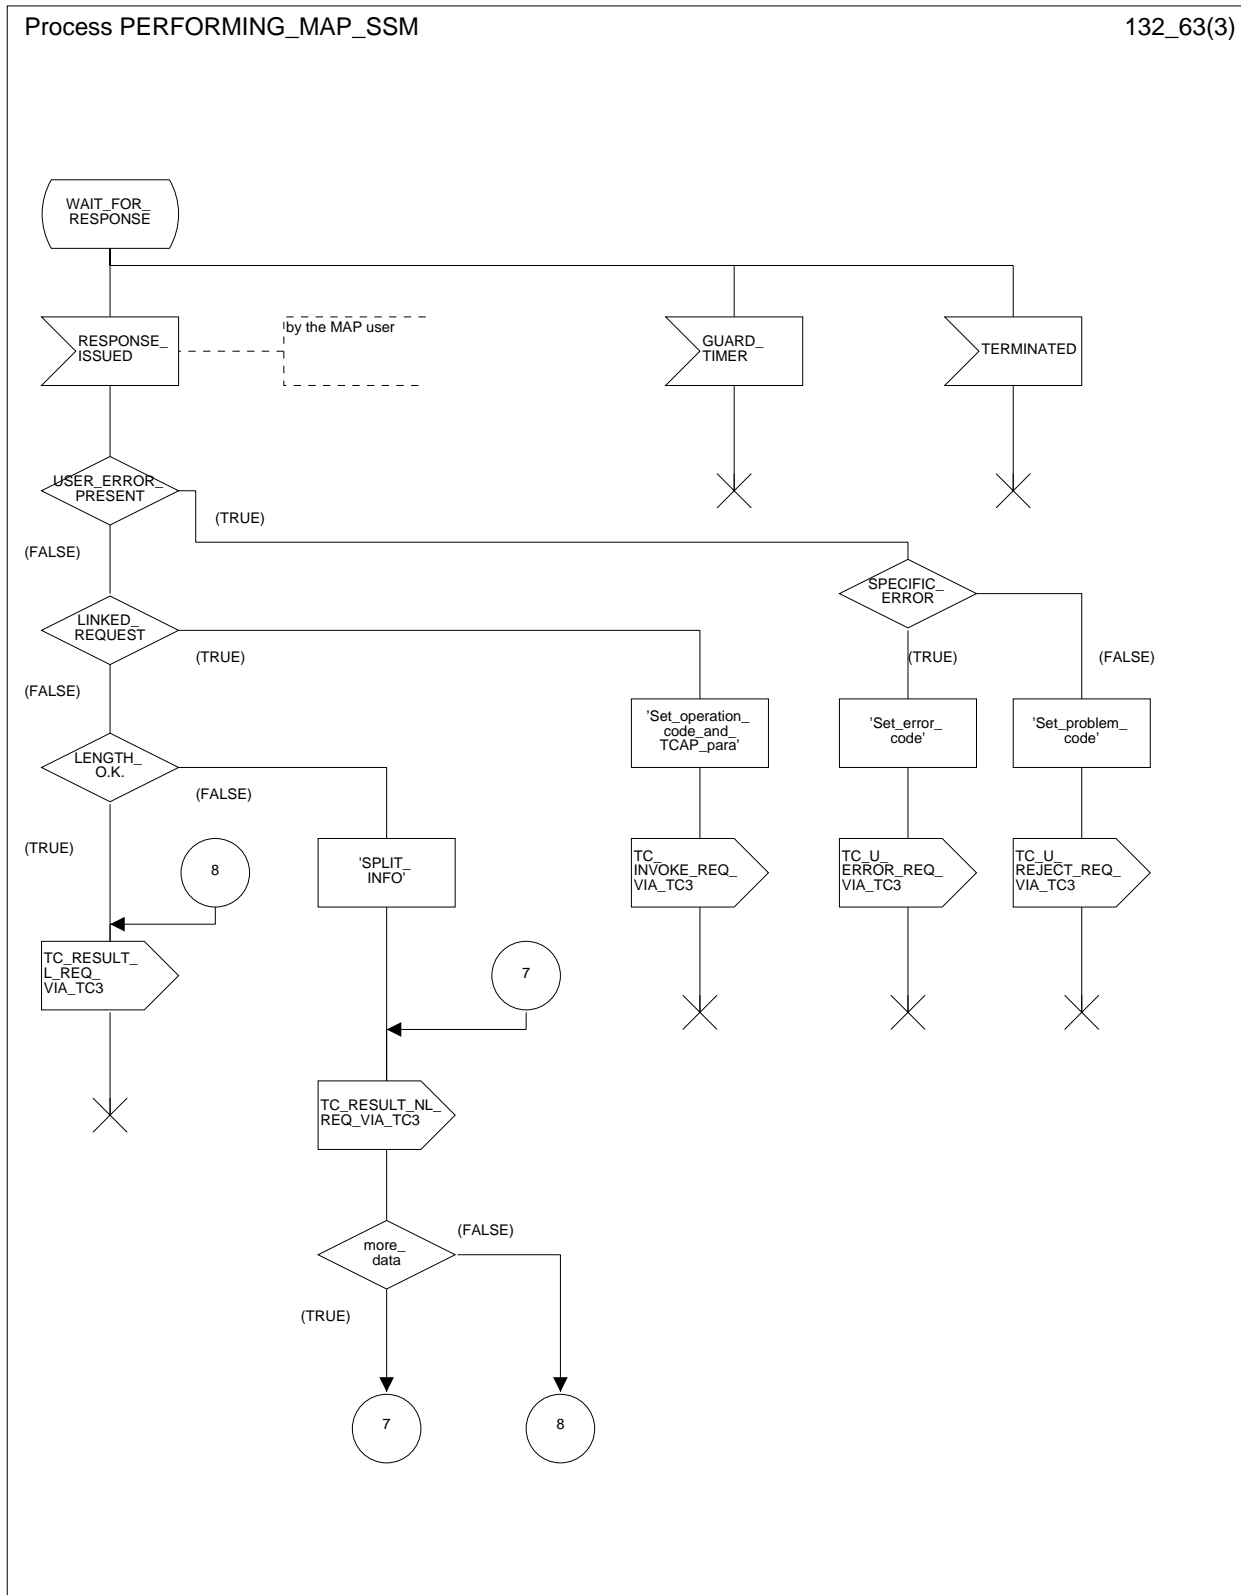 Process PERFORMING_MAP_SSM
132_63(3)
WAIT_FOR_
RESPONSE
RESPONSE_
ISSUED
by the MAP user
GUARD_
TIMER
TERMINATED
USER_ERROR_
PRESENT
(TRUE)
(FALSE)
SPECIFIC_
ERROR
LINKED_
REQUEST
(TRUE)
(TRUE)
(FALSE)
(FALSE)
'Set_operation_
code_and_
TCAP_para'
'Set_error_
code'
'Set_problem_
code'
LENGTH_
O.K.
(FALSE)
(TRUE)
8
'SPLIT_
INFO'
TC_
INVOKE_REQ_
VIA_TC3
TC_U_
ERROR_REQ_
VIA_TC3
TC_U_
REJECT_REQ_
VIA_TC3
TC_RESULT_
L_REQ_
VIA_TC3
7
TC_RESULT_NL_
REQ_VIA_TC3
more_
data
(FALSE)
(TRUE)
7
8